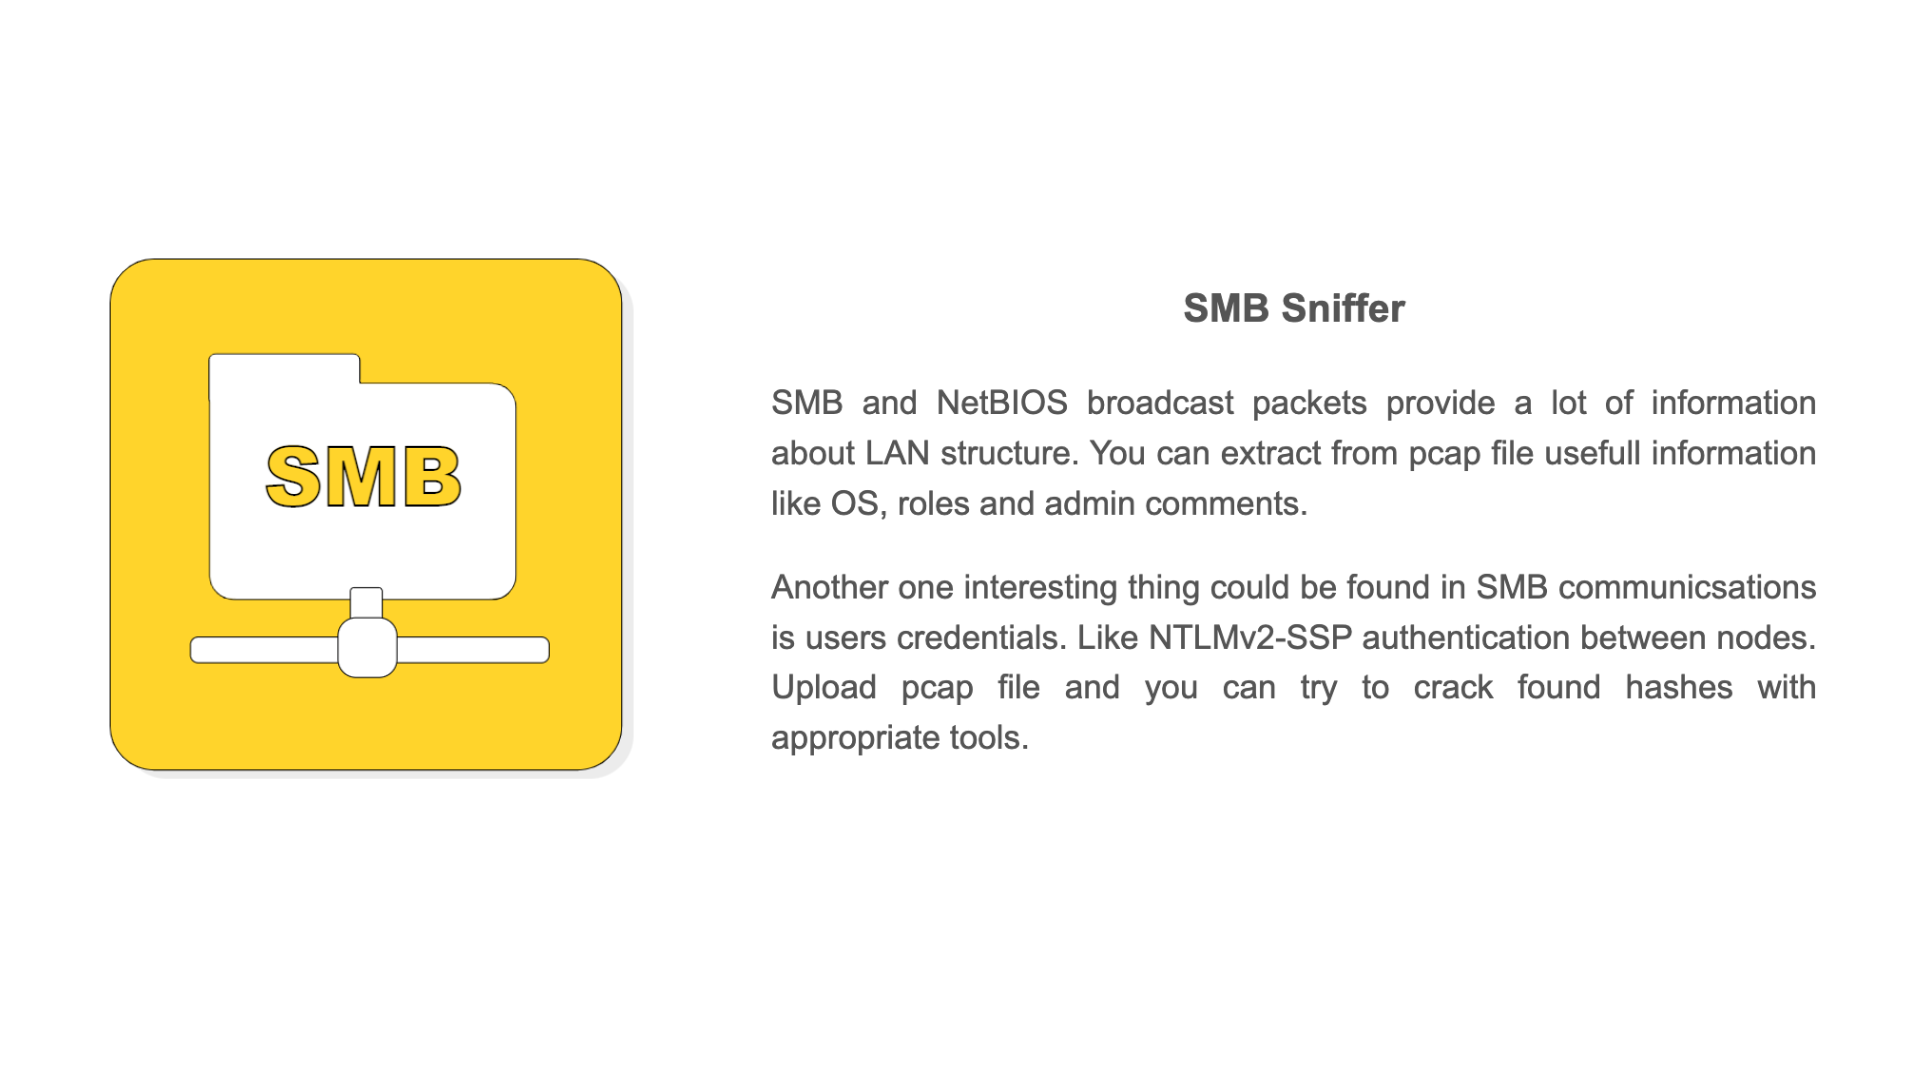 SMB
SMB Sniffer
SMB and NetBIOS broadcast packets provide a lot of information
about LAN structure. You can extract from pcap file usefull information
like OS, roles and admin comments.
Another one interesting thing could be found in SMB communicsations
is users credentials. Like NTLMv2-SSP authentication between nodes.
Upload pcap file and you can try to crack found hashes with
appropriate tools.